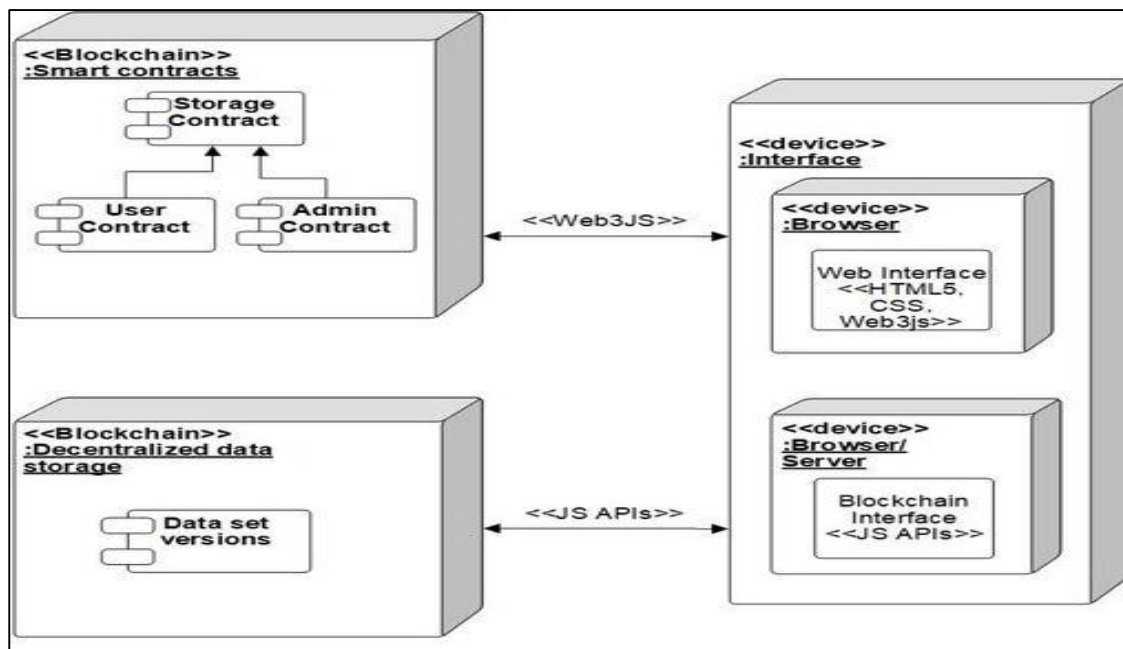 <<Blockchain>>
:Smart contracts
Storage
Contract
User
Contract
Admin
Contract
<<Web3JS>>
<<device>>
:Interface
<<device>>
:Browser
Web Interface
<<HTML5,
CSS,
Web3js>>
<<Blockchain>>
:Decentralized data
storage
Data set
versions
<<JS APIs>>
<<device>>
:Browser/
Server
Blockchain
Interface
<<JS APIs>>